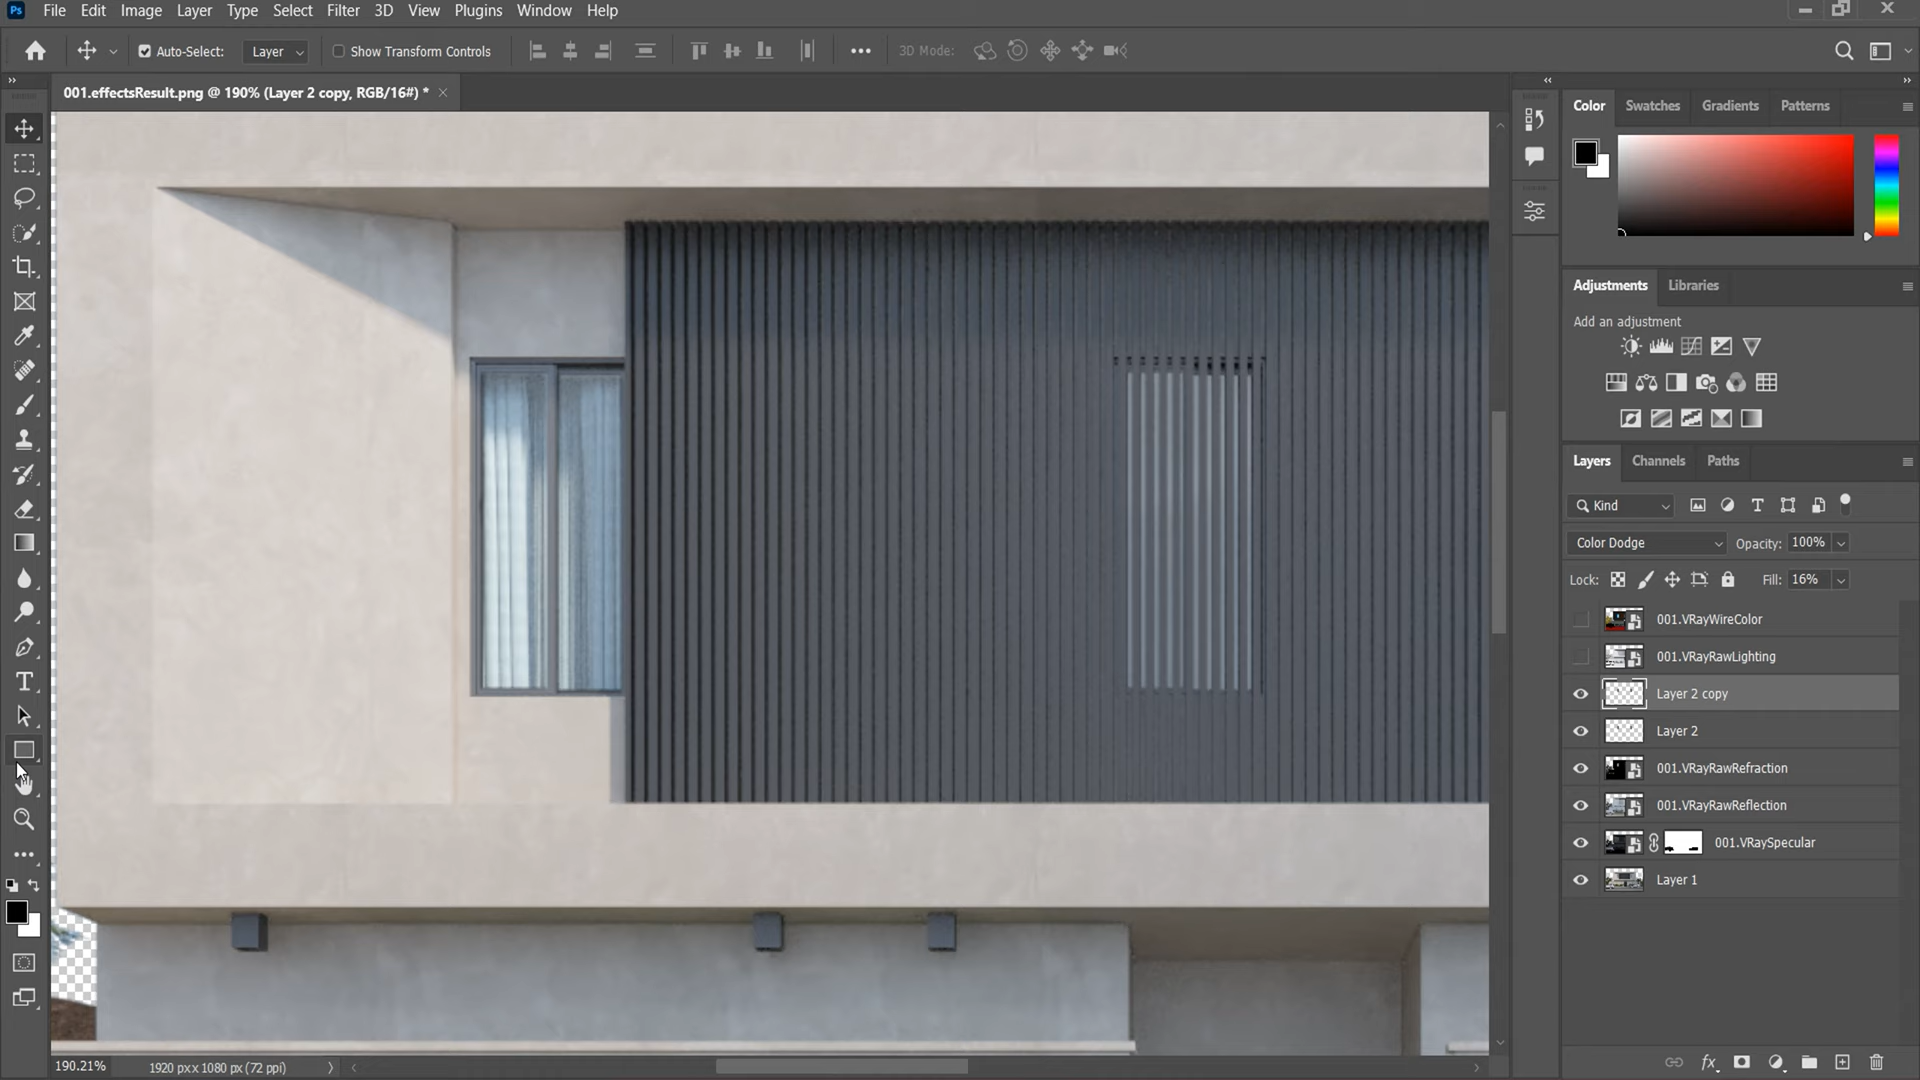 Ps File Edit Image Layer Type Select Filter 3D View Plugins Window Help
Auto-Select: Layer Show Transform Controls 3D Mode:
001.effectsResult.png @ 190% (Layer 2 copy, RGB/16#) *
Color Swatches Gradients Patterns
Adjustments Libraries
Add an adjustment
Layers Channels Paths
Kind
Color Dodge Opacity: 100%
Lock: Fill: 16%
001.VRayWireColor
001.VRayRawLighting
Layer 2 copy
Layer 2
001.VRayRawRefraction
001.VRayRawReflection
001.VRaySpecular
Layer 1
190.21% 1920 px x 1080 px (72 ppi)